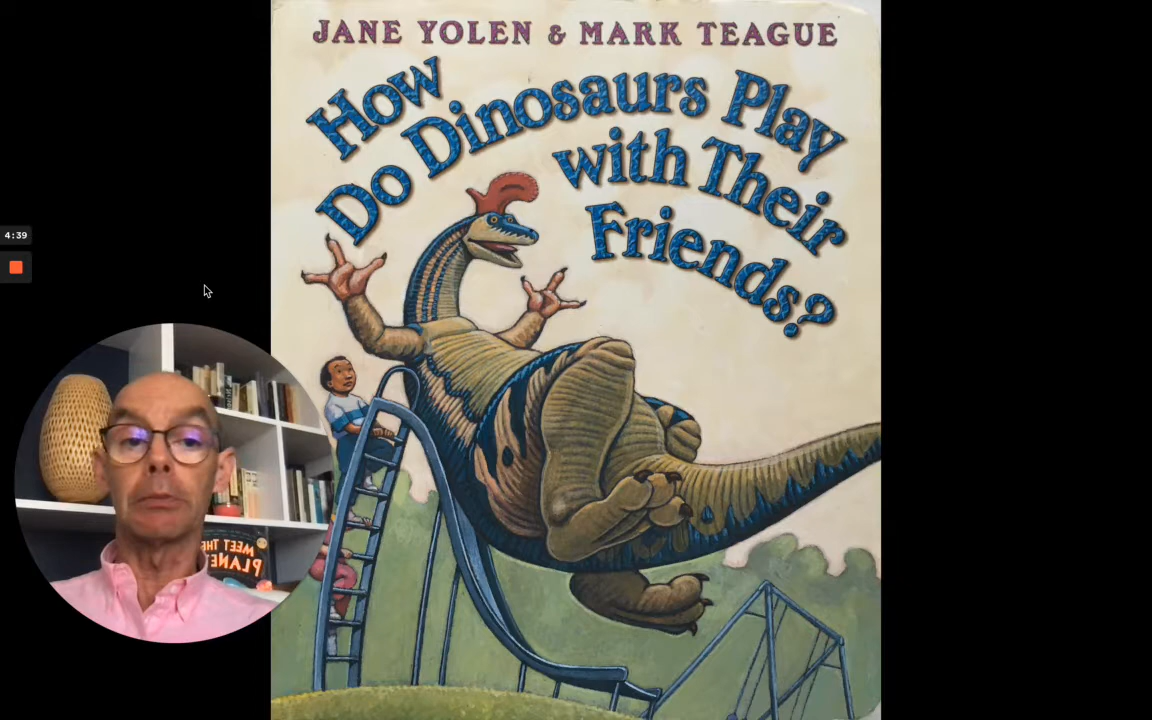 JANE YOLEN & MARK TEAGUE
How
Do Dinosaurs Play
with Their
Friends?
4:39
MEET THE
PLANE